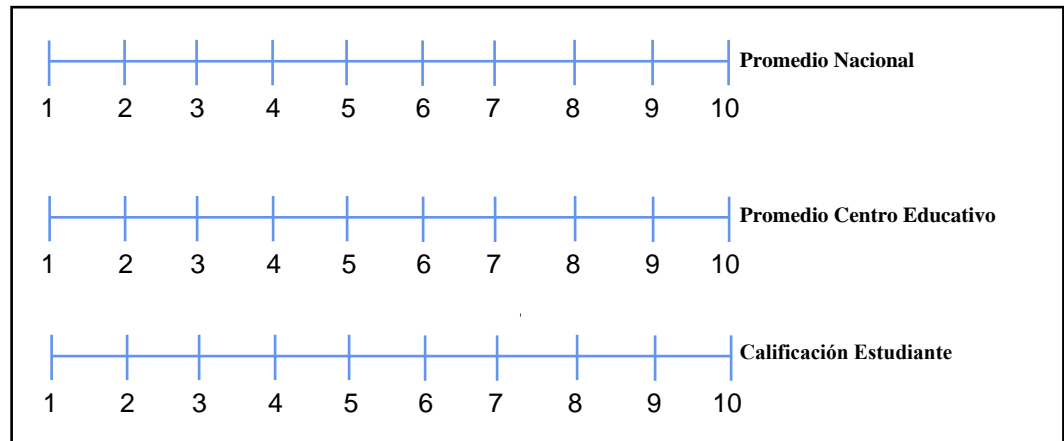 Promedio Nacional
1 2 3 4 5 6 7 8 9 10
Promedio Centro Educativo
1 2 3 4 5 6 7 8 9 10
Calificación Estudiante
1 2 3 4 5 6 7 8 9 10